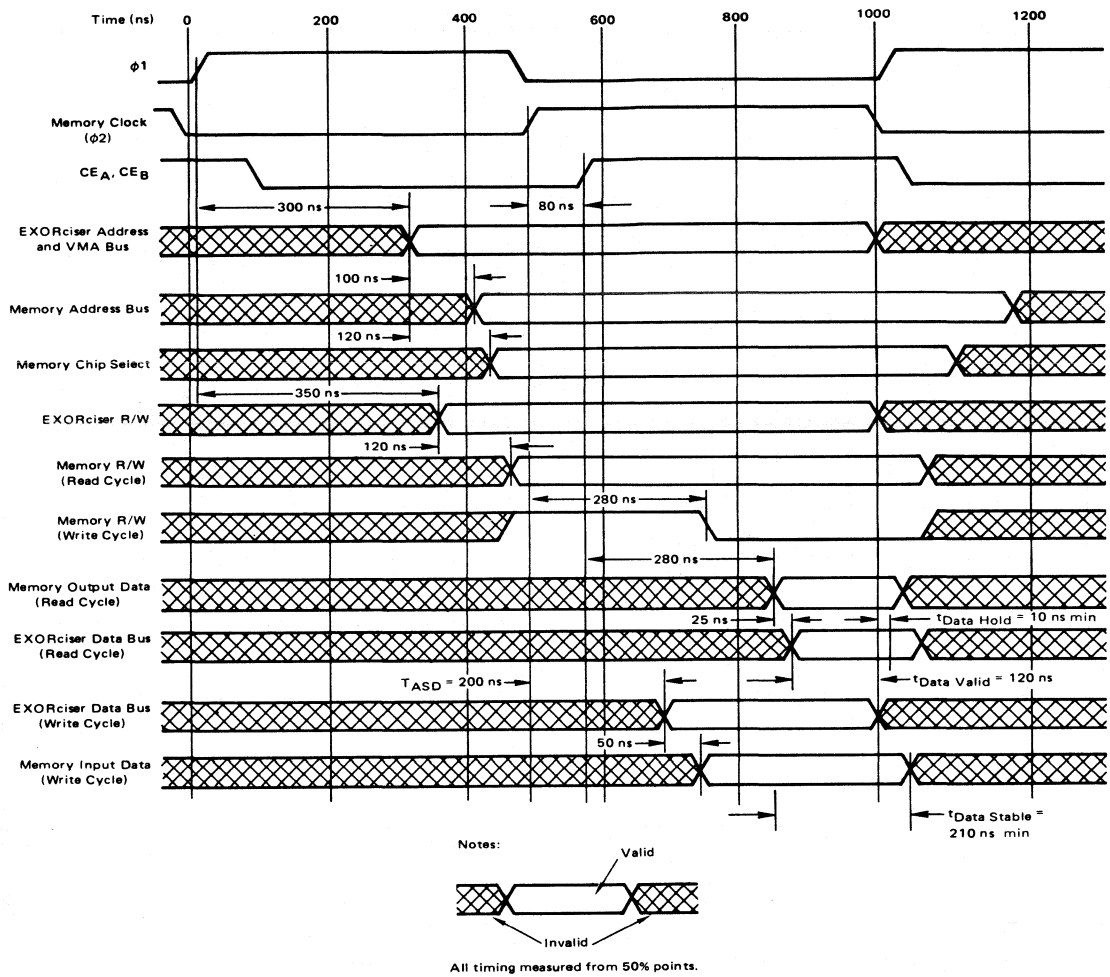 Time (ns) 0 200 400 600 800 1000 1200
ϕ1
Memory Clock
(ϕ2)
CEA, CEB
300 ns
80 ns
EXORciser Address
and VMA Bus
100 ns
Memory Address Bus
120 ns
Memory Chip Select
350 ns
EXORciser R/W
120 ns
Memory R/W
(Read Cycle)
280 ns
Memory R/W
(Write Cycle)
280 ns
Memory Output Data
(Read Cycle)
25 ns
tData Hold = 10 ns min
EXORciser Data Bus
(Read Cycle)
TASD = 200 ns
tData Valid = 120 ns
EXORciser Data Bus
(Write Cycle)
50 ns
Memory Input Data
(Write Cycle)
tData Stable =
210 ns min
Notes:
Valid
Invalid
All timing measured from 50% points.